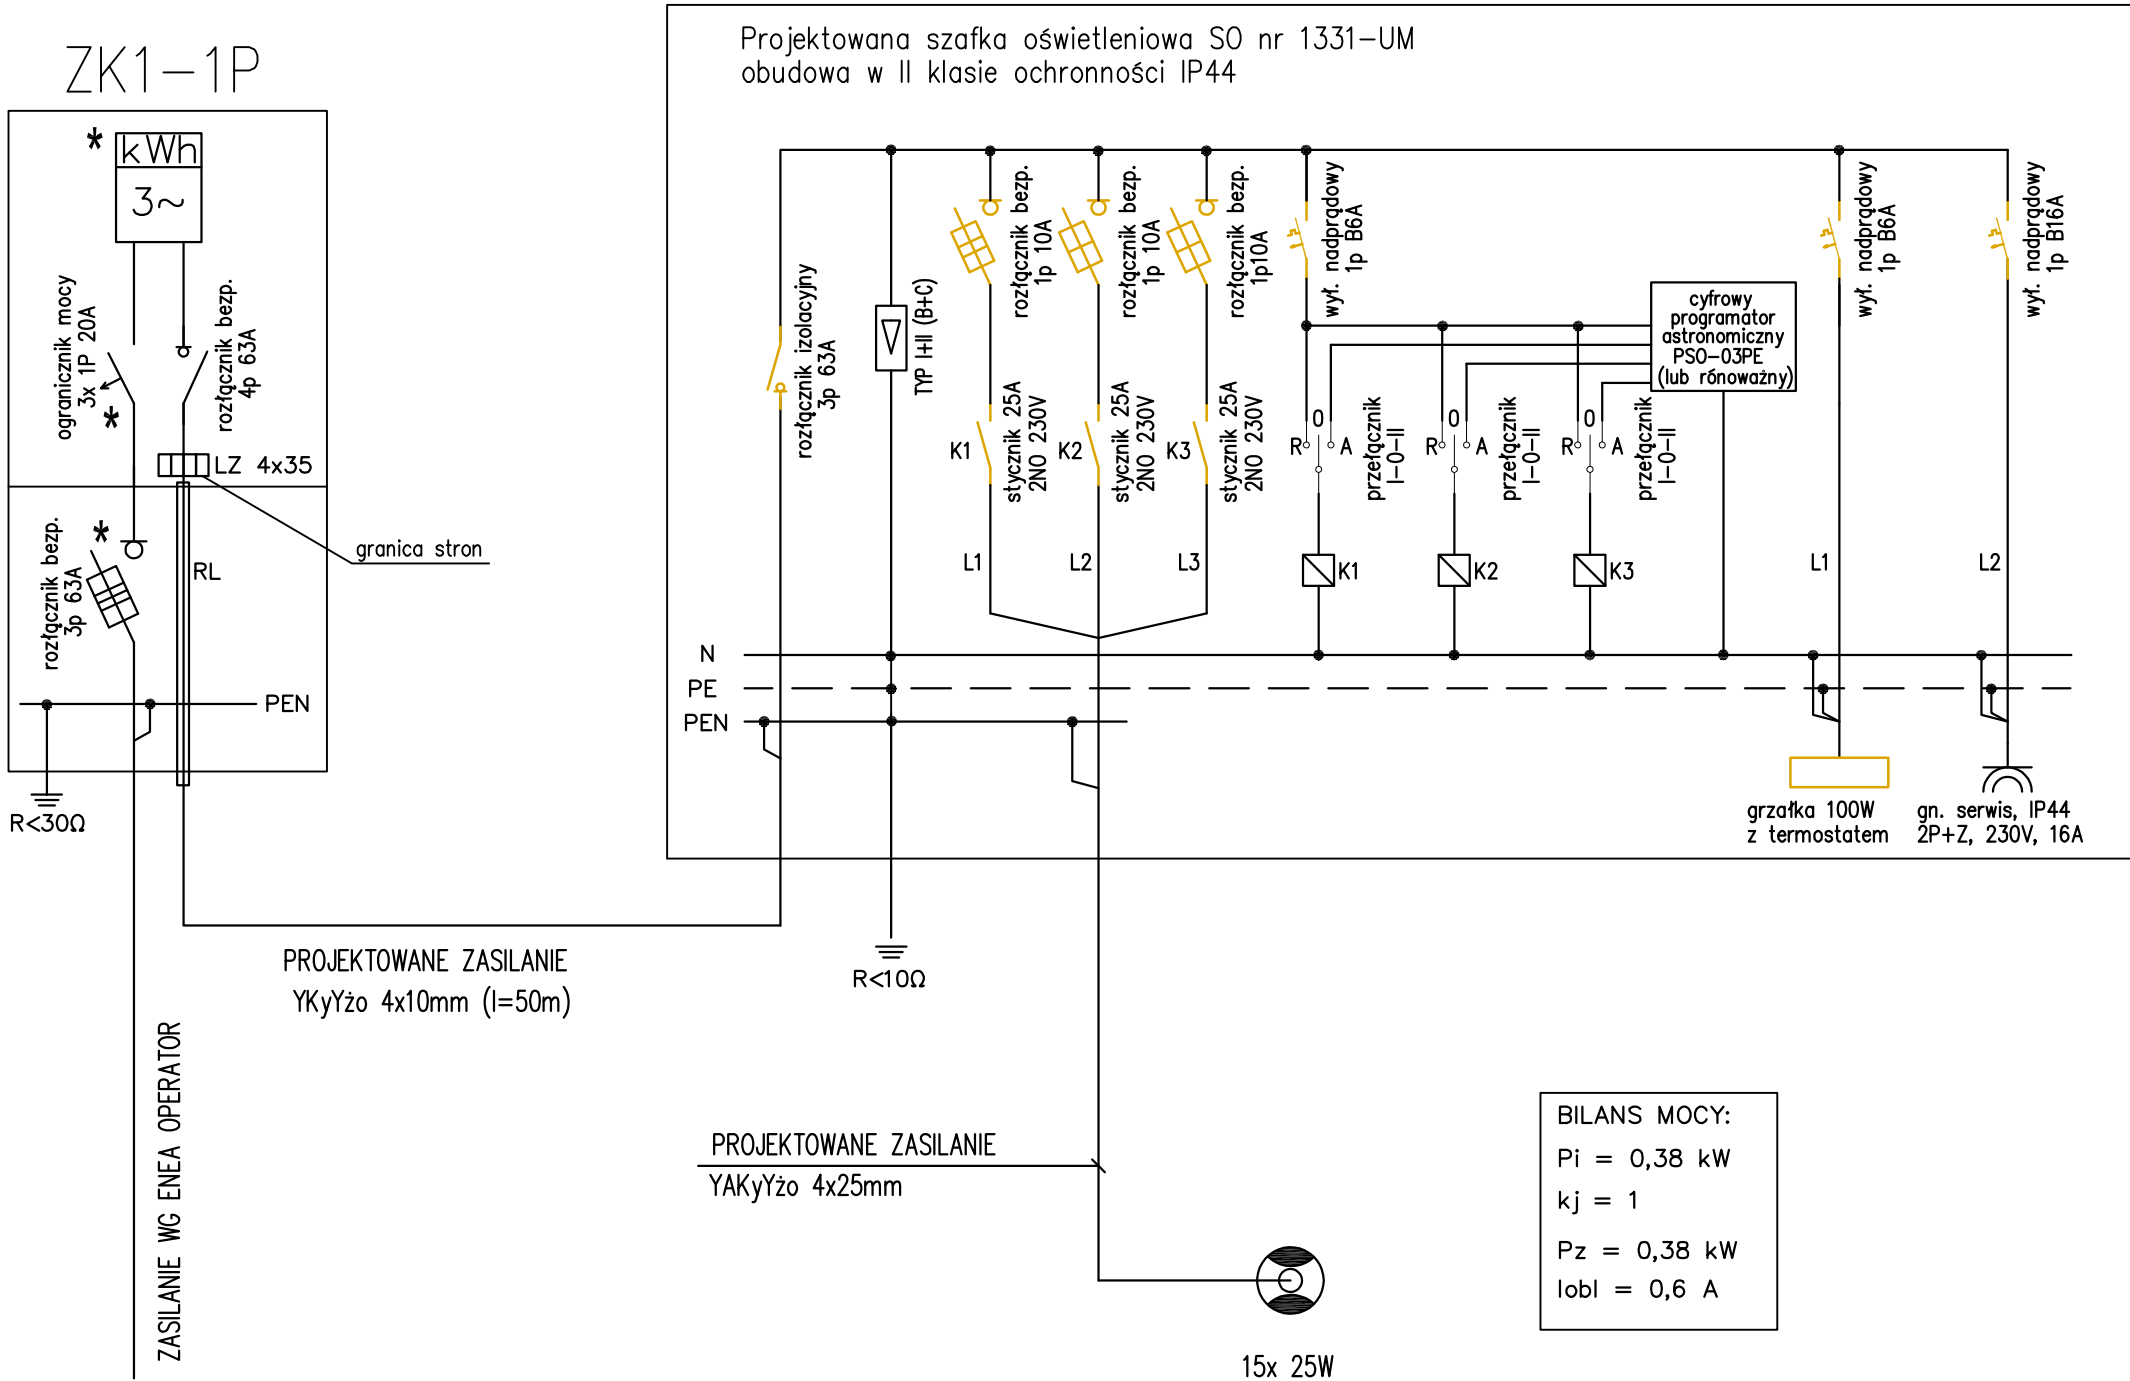 ZK1-1P
*
kWh
3~
ogranicznik mocy
3x 1P 20A
*
rozłącznik bezp.
4p 63A
LZ 4x35
granica stron
rozłącznik bezp.
3p 63A
*
RL
PEN
R<30Ω
PROJEKTOWANE ZASILANIE
YKyYżo 4x10mm (l=50m)
ZASILANIE WG ENEA OPERATOR
Projektowana szafka oświetleniowa SO nr 1331-UM
obudowa w II klasie ochronności IP44
rozłącznik izolacyjny
3p 63A
TYP I+II (B+C)
rozłącznik bezp.
1p 10A
rozłącznik bezp.
1p 10A
rozłącznik bezp.
1p10A
wył. nadprądowy
1p B6A
wył. nadprądowy
1p B6A
wył. nadprądowy
1p B16A
cyfrowy
programator
astronomiczny
PSO-03PE
(lub rónoważny)
K1
stycznik 25A
2NO 230V
K2
stycznik 25A
2NO 230V
K3
stycznik 25A
2NO 230V
R
0
A
przełącznik
I-0-II
R
0
A
przełącznik
I-0-II
R
0
A
przełącznik
I-0-II
L1
L2
L3
K1
K2
K3
L1
L2
N
PE
PEN
grzałka 100W
z termostatem
gn. serwis, IP44
2P+Z, 230V, 16A
R<10Ω
PROJEKTOWANE ZASILANIE
YAKyYżo 4x25mm
15x 25W
BILANS MOCY:
Pi = 0,38 kW
kj = 1
Pz = 0,38 kW
Iobl = 0,6 A